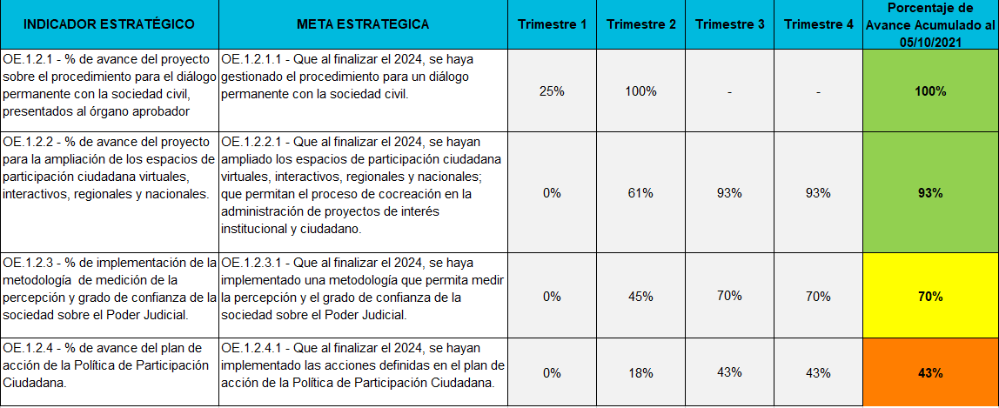 INDICADOR ESTRATÉGICO
META ESTRATEGICA
Trimestre 1
Trimestre 2
Trimestre 3
Trimestre 4
Porcentaje de
Avance Acumulado al
05/10/2021
OE.1.2.1 - % de avance del proyecto
sobre el procedimiento para el diálogo
permanente con la sociedad civil,
presentados al órgano aprobador
OE.1.2.1.1 - Que al finalizar el 2024, se haya
gestionado el procedimiento para un diálogo
permanente con la sociedad civil.
25%
100%
-
-
100%
OE.1.2.2 - % de avance del proyecto
para la ampliación de los espacios de
participación ciudadana virtuales,
interactivos, regionales y nacionales.
OE.1.2.2.1 - Que al finalizar el 2024, se hayan
ampliado los espacios de participación ciudadana
virtuales, interactivos, regionales y nacionales;
que permitan el proceso de cocreación en la
administración de proyectos de interés
institucional y ciudadano.
0%
61%
93%
93%
93%
OE.1.2.3 - % de implementación de la
metodología  de medición de la
percepción y grado de confianza de la
sociedad sobre el Poder Judicial.
OE.1.2.3.1 - Que al finalizar el 2024, se haya
implementado una metodología que permita medir
la percepción y el grado de confianza de la
sociedad sobre el Poder Judicial.
0%
45%
70%
70%
70%
OE.1.2.4 - % de avance del plan de
acción de la Política de Participación
Ciudadana.
OE.1.2.4.1 - Que al finalizar el 2024, se hayan
implementado las acciones definidas en el plan de
acción de la Política de Participación Ciudadana.
0%
18%
43%
43%
43%